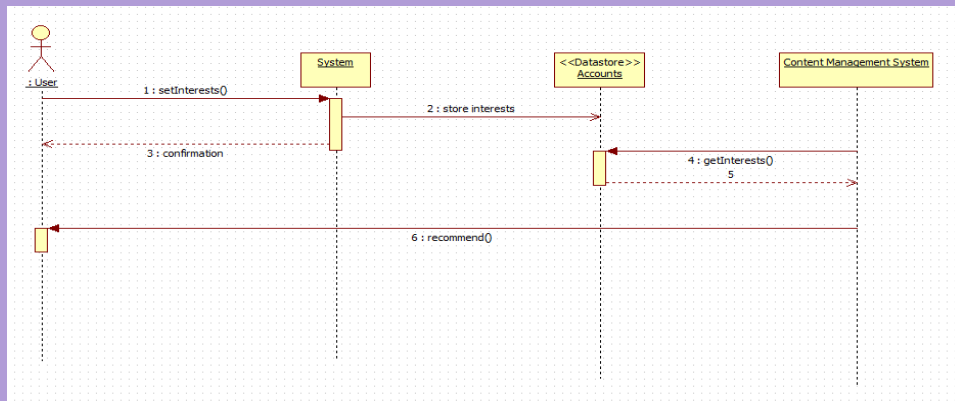 : User
System
<<Datastore>>
Accounts
Content Management System
1 : setInterests()
2 : store interests
3 : confirmation
4 : getInterests()
5
6 : recommend()